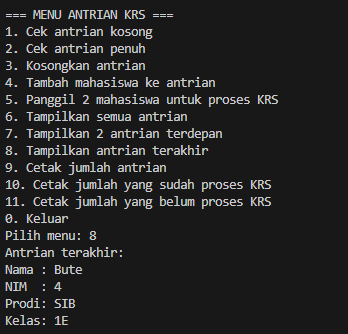 === MENU ANTRIAN KRS ===
1. Cek antrian kosong
2. Cek antrian penuh
3. Kosongkan antrian
4. Tambah mahasiswa ke antrian
5. Panggil 2 mahasiswa untuk proses KRS
6. Tampilkan semua antrian
7. Tampilkan 2 antrian terdepan
8. Tampilkan antrian terakhir
9. Cetak jumlah antrian
10. Cetak jumlah yang sudah proses KRS
11. Cetak jumlah yang belum proses KRS
0. Keluar
Pilih menu: 8
Antrian terakhir:
Nama : Bute
NIM  : 4
Prodi: SIB
Kelas: 1E